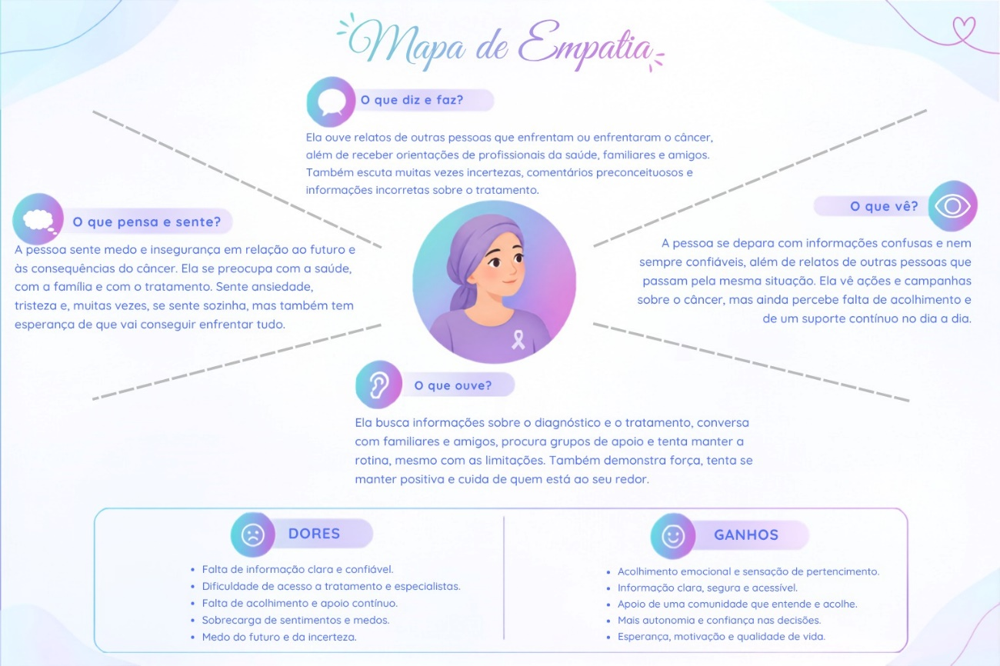 Mapa de Empatia
O que diz e faz?
Ela ouve relatos de outras pessoas que enfrentam ou enfrentaram o câncer,
além de receber orientações de profissionais da saúde, familiares e amigos.
Também escuta muitas vezes incertezas, comentários preconceituosos e
informações incorretas sobre o tratamento.
O que pensa e sente?
A pessoa sente medo e insegurança em relação ao futuro e
às consequências do câncer. Ela se preocupa com a saúde,
com a família e com o tratamento. Sente ansiedade,
tristeza e, muitas vezes, se sente sozinha, mas também tem
esperança de que vai conseguir enfrentar tudo.
O que vê?
A pessoa se depara com informações confusas e nem
sempre confiáveis, além de relatos de outras pessoas que
passam pela mesma situação. Ela vê ações e campanhas
sobre o câncer, mas ainda percebe falta de acolhimento e
de um suporte contínuo no dia a dia.
O que ouve?
Ela busca informações sobre o diagnóstico e o tratamento, conversa
com familiares e amigos, procura grupos de apoio e tenta manter a
rotina, mesmo com as limitações. Também demonstra força, tenta se
manter positiva e cuida de quem está ao seu redor.
DORES
• Falta de informação clara e confiável.
• Dificuldade de acesso a tratamento e especialistas.
• Falta de acolhimento e apoio contínuo.
• Sobrecarga de sentimentos e medos.
• Medo do futuro e da incerteza.
GANHOS
• Acolhimento emocional e sensação de pertencimento.
• Informação clara, segura e acessível.
• Apoio de uma comunidade que entende e acolhe.
• Mais autonomia e confiança nas decisões.
• Esperança, motivação e qualidade de vida.